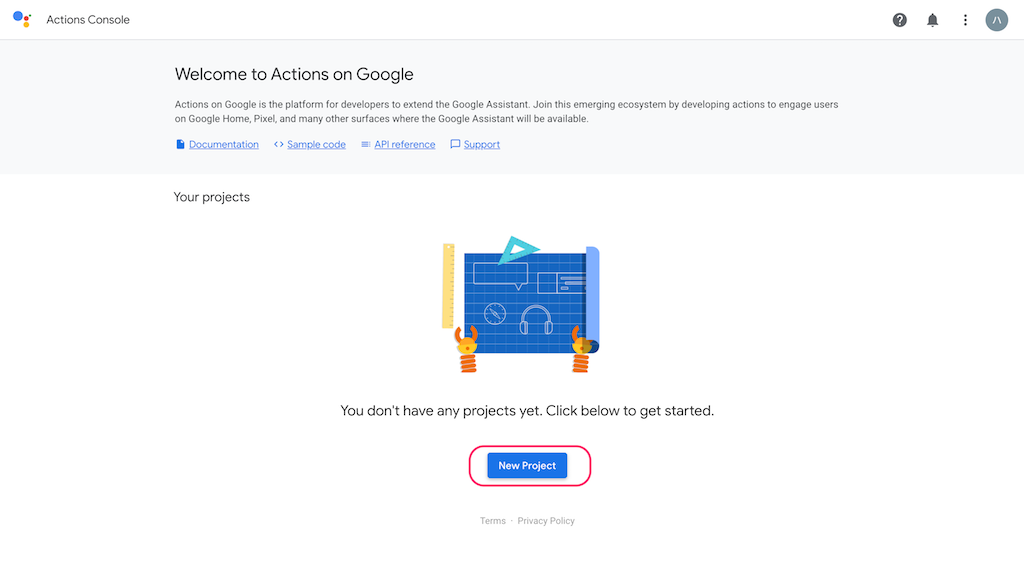 Actions Console
Welcome to Actions on Google
Actions on Google is the platform for developers to extend the Google Assistant. Join this emerging ecosystem by developing actions to engage users
on Google Home, Pixel, and many other surfaces where the Google Assistant will be available.
Documentation Sample code API reference Support
Your projects
You don't have any projects yet. Click below to get started.
New Project
Terms · Privacy Policy